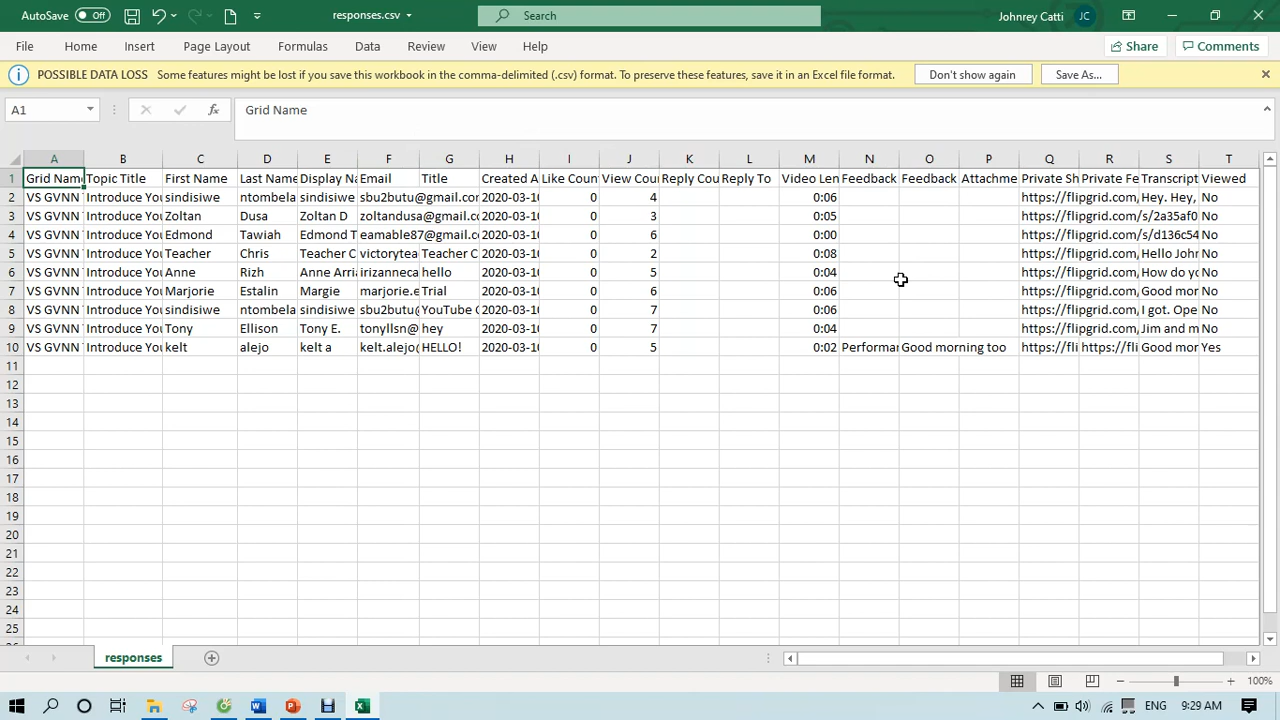 AutoSave Off responses.csv Search Johnrey Catti JC
File Home Insert Page Layout Formulas Data Review View Help Share Comments
POSSIBLE DATA LOSS Some features might be lost if you save this workbook in the comma-delimited (.csv) format. To preserve these features, save it in an Excel file format. Don't show again Save As...
A1 fx Grid Name
A B C D E F G H I J K L M N O P Q R S T
1 Grid Name Topic Title First Name Last Name Display Na Email Title Created A Like Coun View Coun Reply Cou Reply To Video Len Feedback Feedback Attachme Private Sh Private Fe Transcript Viewed
2 VS GVNN Introduce You sindisiwe ntombela sindisiwe sbu2butu@gmail.com 2020-03-10 0 4 0:06 https://flipgrid.com/ Hey. Hey, No
3 VS GVNN Introduce You Zoltan Dusa Zoltan D zoltandusa@gmail.co 2020-03-10 0 3 0:05 https://flipgrid.com/s/2a35af0 No
4 VS GVNN Introduce You Edmond Tawiah Edmond T eamable87@gmail.c 2020-03-10 0 6 0:00 https://flipgrid.com/s/d136c54 No
5 VS GVNN Introduce You Teacher Chris Teacher C victorytea Teacher C 2020-03-10 0 2 0:08 https://flipgrid.com/ Hello John No
6 VS GVNN Introduce You Anne Rizh Anne Arri irizanneca hello 2020-03-10 0 5 0:04 https://flipgrid.com/ How do yo No
7 VS GVNN Introduce You Marjorie Estalin Margie marjorie.e Trial 2020-03-10 0 6 0:06 https://flipgrid.com/ Good mor No
8 VS GVNN Introduce You sindisiwe ntombela sindisiwe sbu2butu@ YouTube C 2020-03-10 0 7 0:06 https://flipgrid.com/ I got. Ope No
9 VS GVNN Introduce You Tony Ellison Tony E. tonyllsn@ hey 2020-03-10 0 7 0:04 https://flipgrid.com/ Jim and m No
10 VS GVNN Introduce You kelt alejo kelt a kelt.alejo@ HELLO! 2020-03-10 0 5 0:02 Performan Good morning too https://fli https://fli Good mor Yes
11
12
13
14
15
16
17
18
19
20
21
22
23
24
25
responses
100%
ENG 9:29 AM